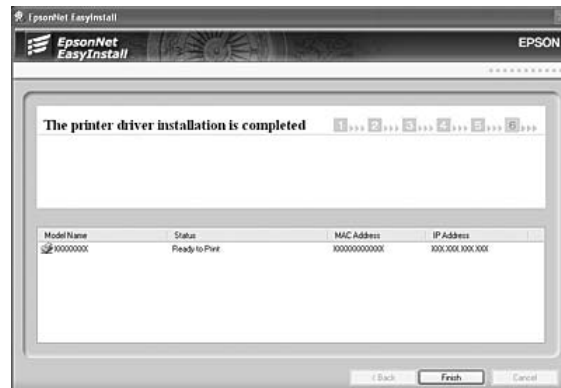 EpsonNet EasyInstall
EpsonNet
EasyInstall
EPSON
The printer driver installation is completed
1 2 3 4 5 6
Model Name Status MAC Address IP Address
XXXXXXXX Ready to Print XXXXXXXXXXXX XXX.XXX.XXX.XXX
< Back Finish Cancel